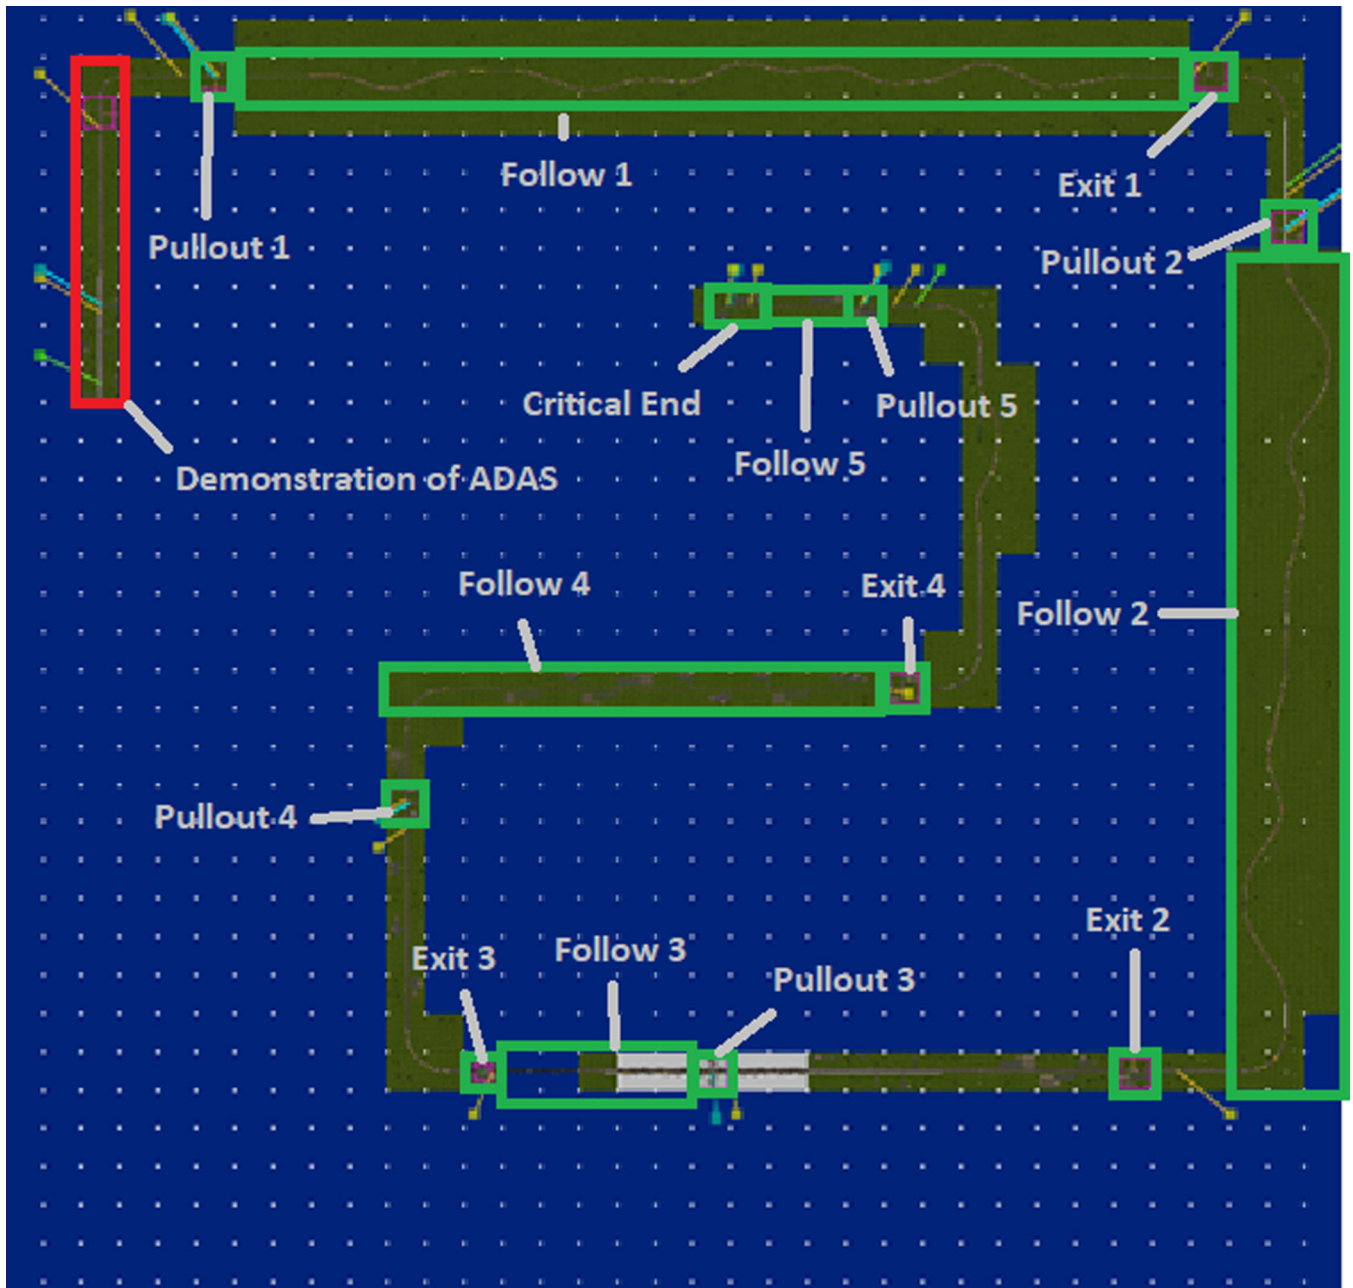 Follow 1
Exit 1
Pullout 1
Pullout 2
Critical End
Pullout 5
Follow 5
Demonstration of ADAS
Follow 4
Exit 4
Follow 2
Pullout 4
Exit 2
Exit 3
Follow 3
Pullout 3